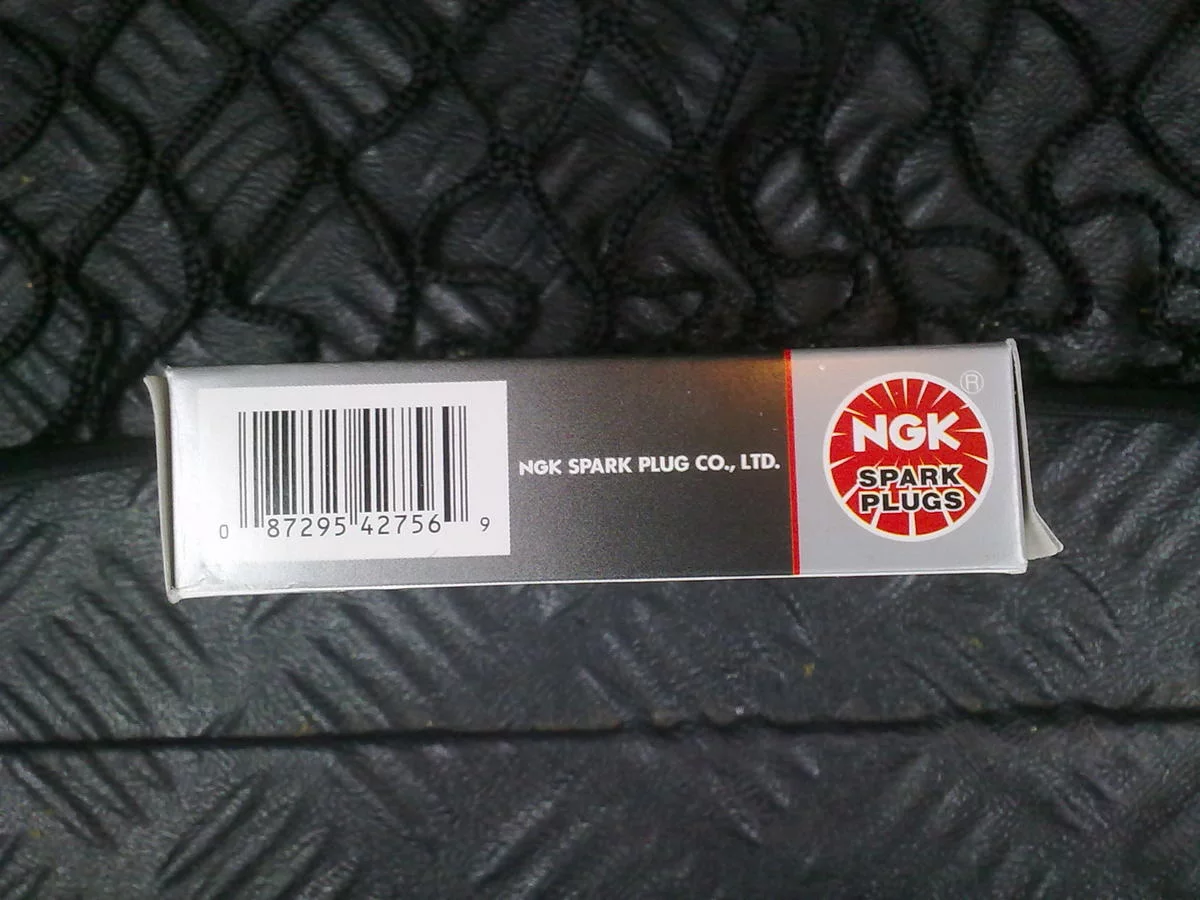 0 87295 42756 9
NGK SPARK PLUG CO., LTD.
®
NGK
SPARK
PLUGS